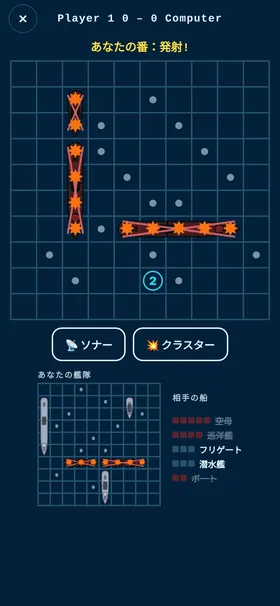 ×
Player 1 0 – 0 Computer
あなたの番：発射!
2
ソナー
クラスター
あなたの艦隊
相手の船
空母
巡洋艦
フリゲート
潜水艦
ボート